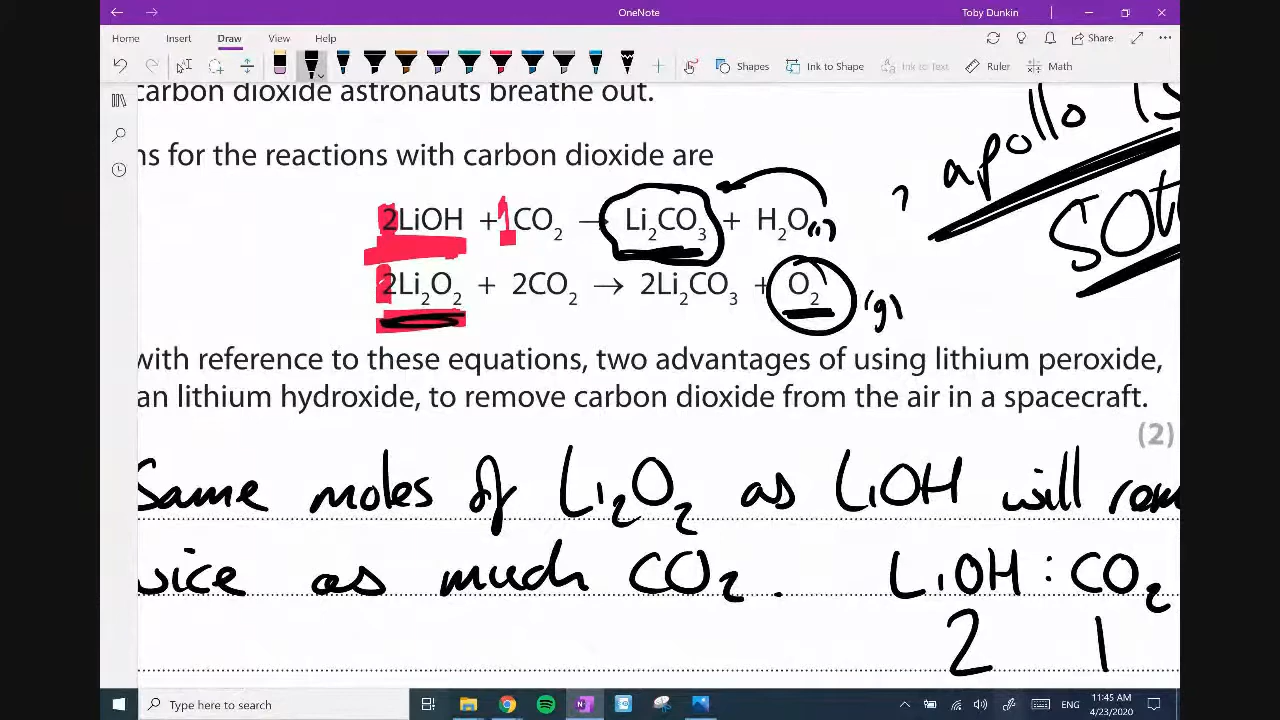 OneNote
Toby Dunkin
Home Insert Draw View Help
Share
Shapes Ink to Shape Ink to Text Ruler Math
carbon dioxide astronauts breathe out.
ns for the reactions with carbon dioxide are
apollo 13
SOU
2LiOH + 1CO₂ → Li₂CO₃ + H₂O(l)
2Li₂O₂ + 2CO₂ → 2Li₂CO₃ + O₂ (g)
with reference to these equations, two advantages of using lithium peroxide,
an lithium hydroxide, to remove carbon dioxide from the air in a spacecraft.
(2)
Same moles of Li₂O₂ as LiOH will rem
wice as much CO₂. LiOH : CO₂
2 1
Type here to search
ENG
11:45 AM
4/23/2020